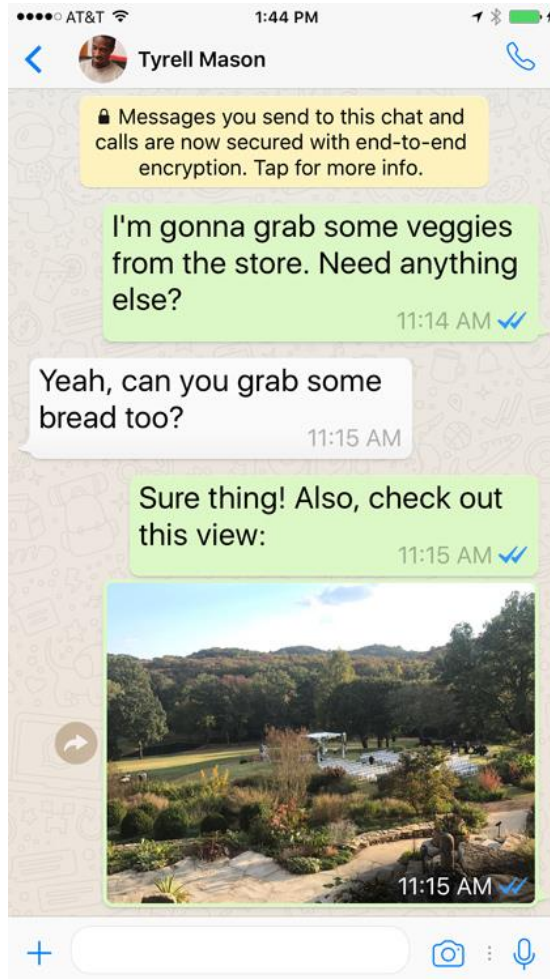 AT&T 1:44 PM
Tyrell Mason
Messages you send to this chat and
calls are now secured with end-to-end
encryption. Tap for more info.
I'm gonna grab some veggies
from the store. Need anything
else?
11:14 AM
Yeah, can you grab some
bread too?
11:15 AM
Sure thing! Also, check out
this view:
11:15 AM
11:15 AM